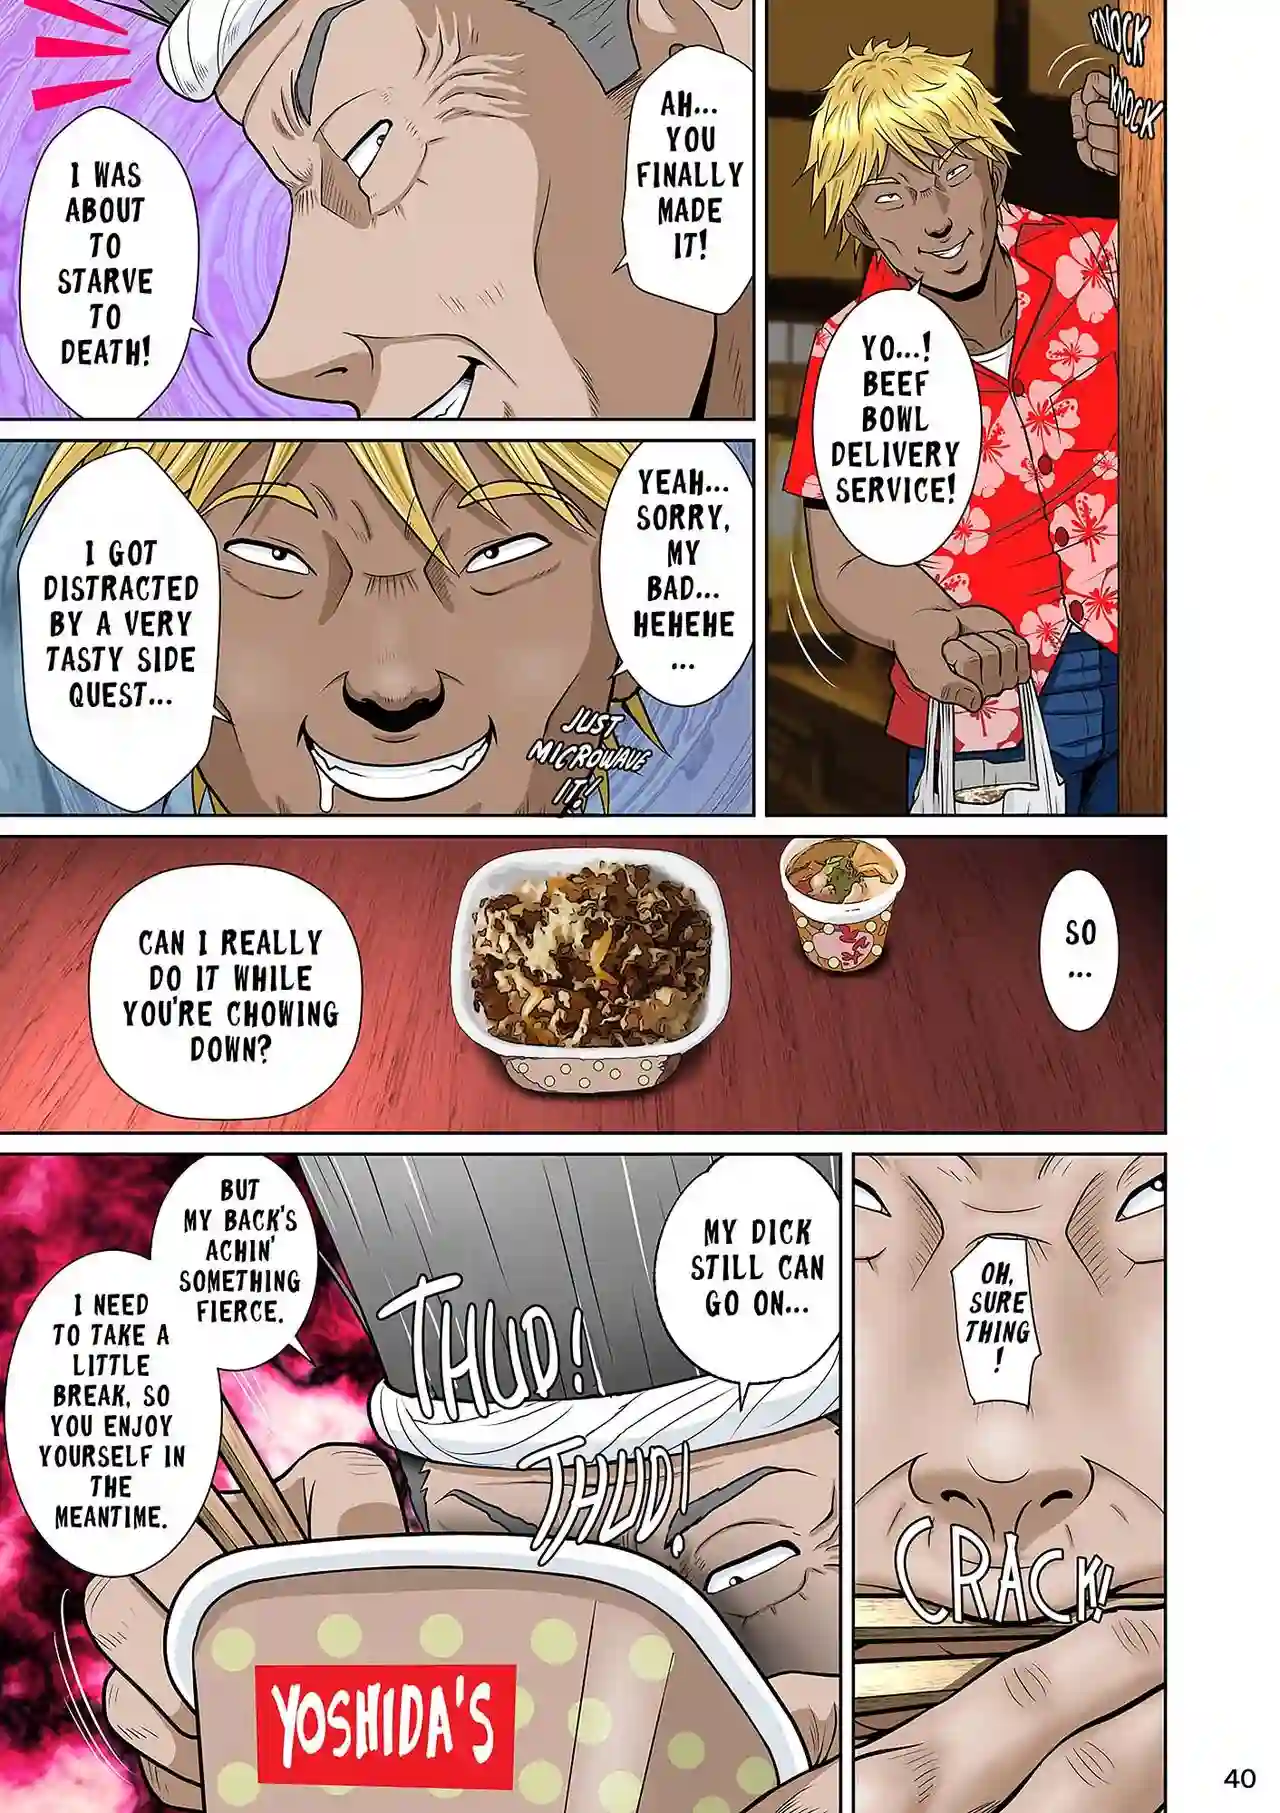 KNOCK
KNOCK
YO...!
BEEF
BOWL
DELIVERY
SERVICE!
AH...
YOU
FINALLY
MADE
IT!
I WAS
ABOUT
TO
STARVE
TO
DEATH!
YEAH...
SORRY,
MY
BAD...
HEHEHE
...
I GOT
DISTRACTED
BY A VERY
TASTY SIDE
QUEST...
JUST
MICROWAVE
IT!
SO
...
CAN I REALLY
DO IT WHILE
YOU'RE CHOWING
DOWN?
OH,
SURE
THING
!
CRACK!
MY DICK
STILL CAN
GO ON...
THUD!
THUD!
BUT
MY BACK'S
ACHIN'
SOMETHING
FIERCE.
I NEED
TO TAKE A
LITTLE
BREAK, SO
YOU ENJOY
YOURSELF IN
THE
MEANTIME.
YOSHIDA'S
40